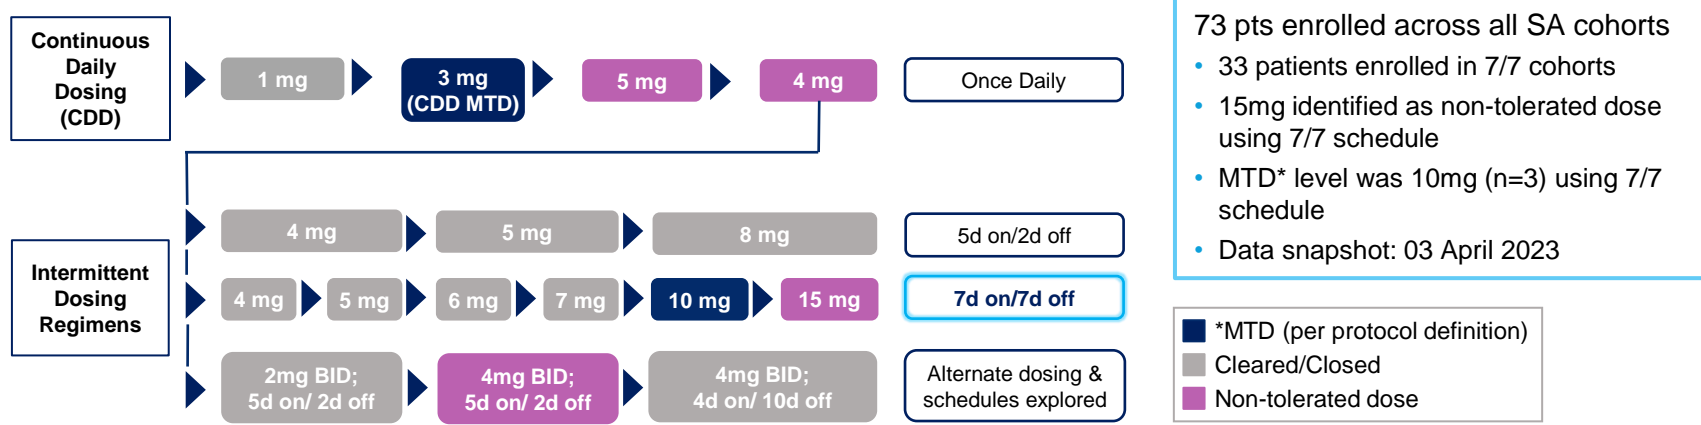 Continuous
Daily
Dosing
(CDD)
1 mg
3 mg
(CDD MTD)
5 mg
4 mg
Once Daily
Intermittent
Dosing
Regimens
4 mg
5 mg
8 mg
5d on/2d off
4 mg
5 mg
6 mg
7 mg
10 mg
15 mg
7d on/7d off
2mg BID;
5d on/ 2d off
4mg BID;
5d on/ 2d off
4mg BID;
4d on/ 10d off
Alternate dosing &
schedules explored
73 pts enrolled across all SA cohorts
• 33 patients enrolled in 7/7 cohorts
• 15mg identified as non-tolerated dose
using 7/7 schedule
• MTD* level was 10mg (n=3) using 7/7
schedule
• Data snapshot: 03 April 2023
*MTD (per protocol definition)
Cleared/Closed
Non-tolerated dose